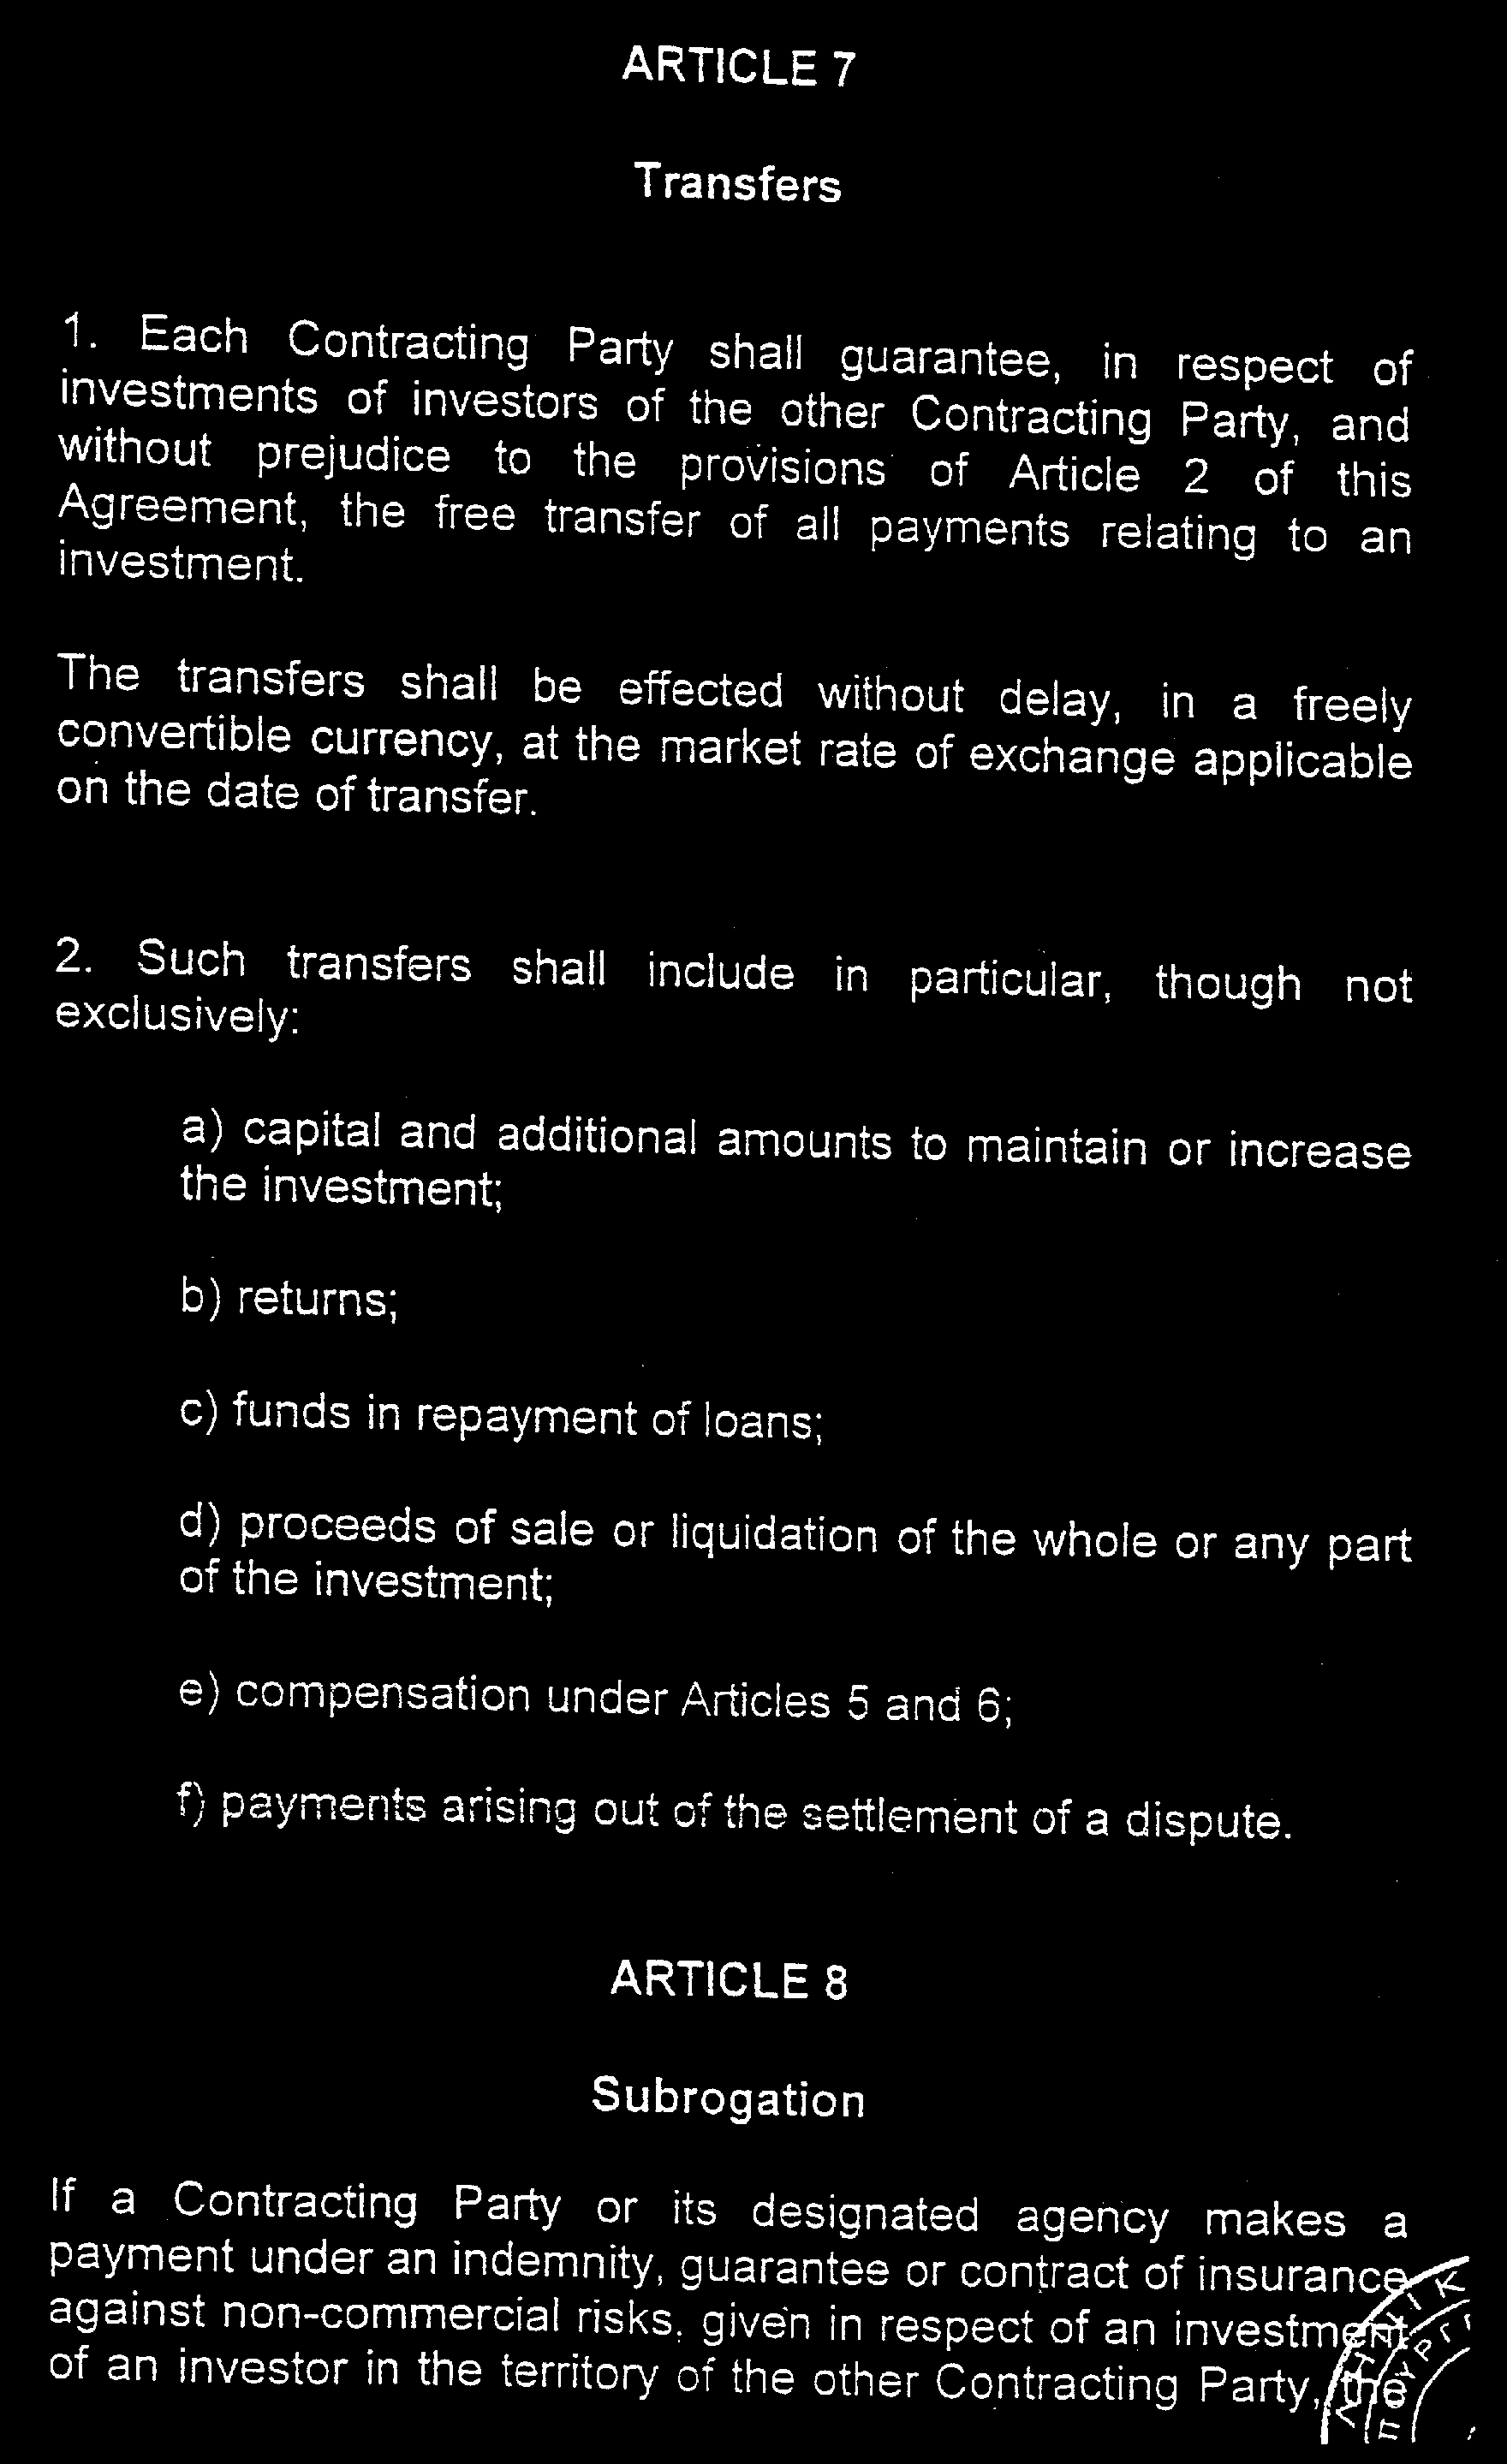 ARTICLE 7
Transfers
1. Each Contracting Party shall guarantee, in respect of
investments of investors of the other Contracting Party, and
without prejudice to the provisions of Article 2 of this
Agreement, the free transfer of all payments relating to an
investment.
The transfers shall be effected without delay, in a freely
convertible currency, at the market rate of exchange applicable
on the date of transfer.
2. Such transfers shall include in particular, though not
exclusively:
a) capital and additional amounts to maintain or increase
the investment;
b) returns;
c) funds in repayment of loans;
d) proceeds of sale or liquidation of the whole or any part
of the investment;
e) compensation under Articles 5 and 6;
f) payments arising out of the settlement of a dispute.
ARTICLE 8
Subrogation
If a Contracting Party or its designated agency makes a
payment under an indemnity, guarantee or contract of insurance
against non-commercial risks, given in respect of an investment
of an investor in the territory of the other Contracting Party, the